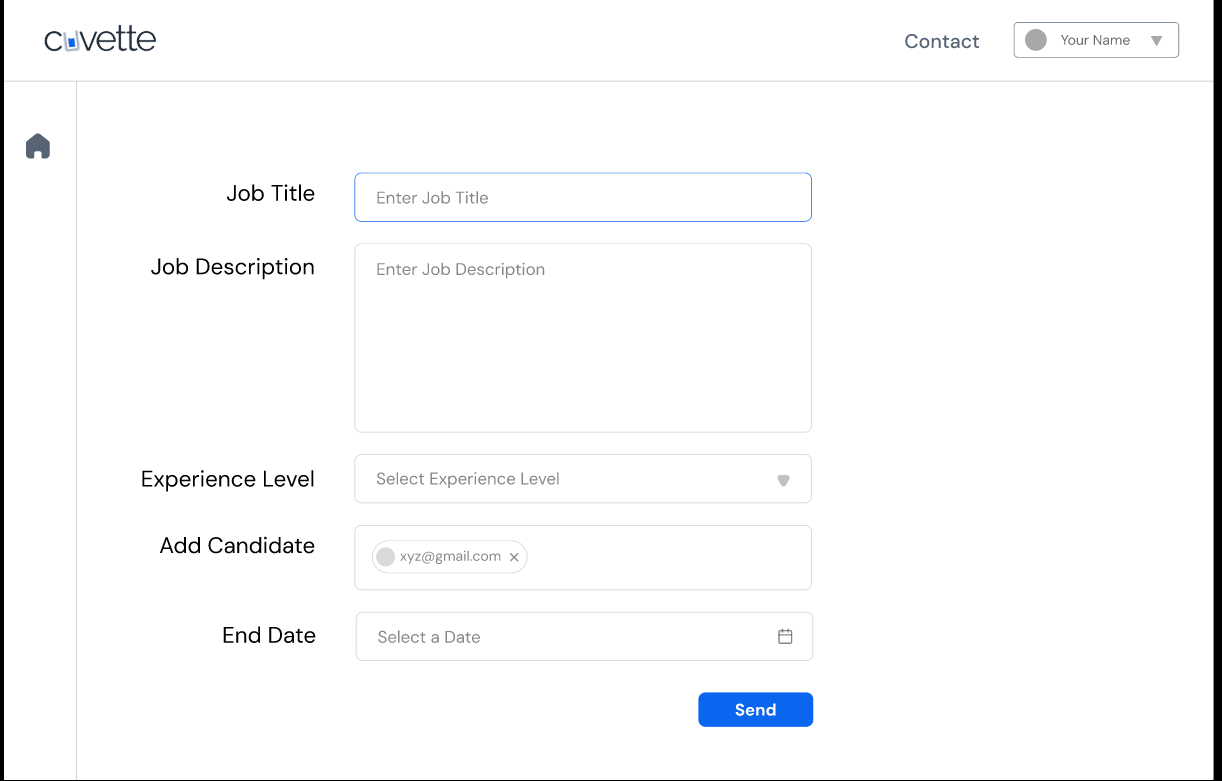 cuvette
Contact
Your Name
Job Title
Enter Job Title
Job Description
Enter Job Description
Experience Level
Select Experience Level
Add Candidate
xyz@gmail.com
End Date
Select a Date
Send